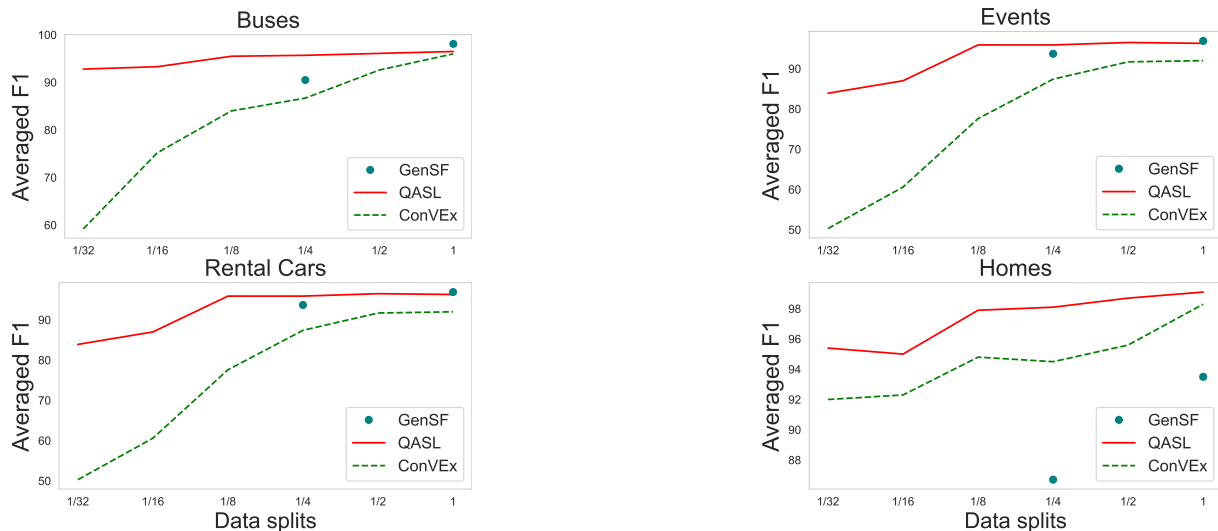 Buses
Averaged F1
100
90
80
70
60
1/32
1/16
1/8
1/4
1/2
1
GenSF
QASL
ConVEx
Events
Averaged F1
90
80
70
60
50
1/32
1/16
1/8
1/4
1/2
1
GenSF
QASL
ConVEx
Rental Cars
Averaged F1
90
80
70
60
50
1/32
1/16
1/8
1/4
1/2
1
Data splits
GenSF
QASL
ConVEx
Homes
Averaged F1
98
96
94
92
90
88
1/32
1/16
1/8
1/4
1/2
1
Data splits
GenSF
QASL
ConVEx